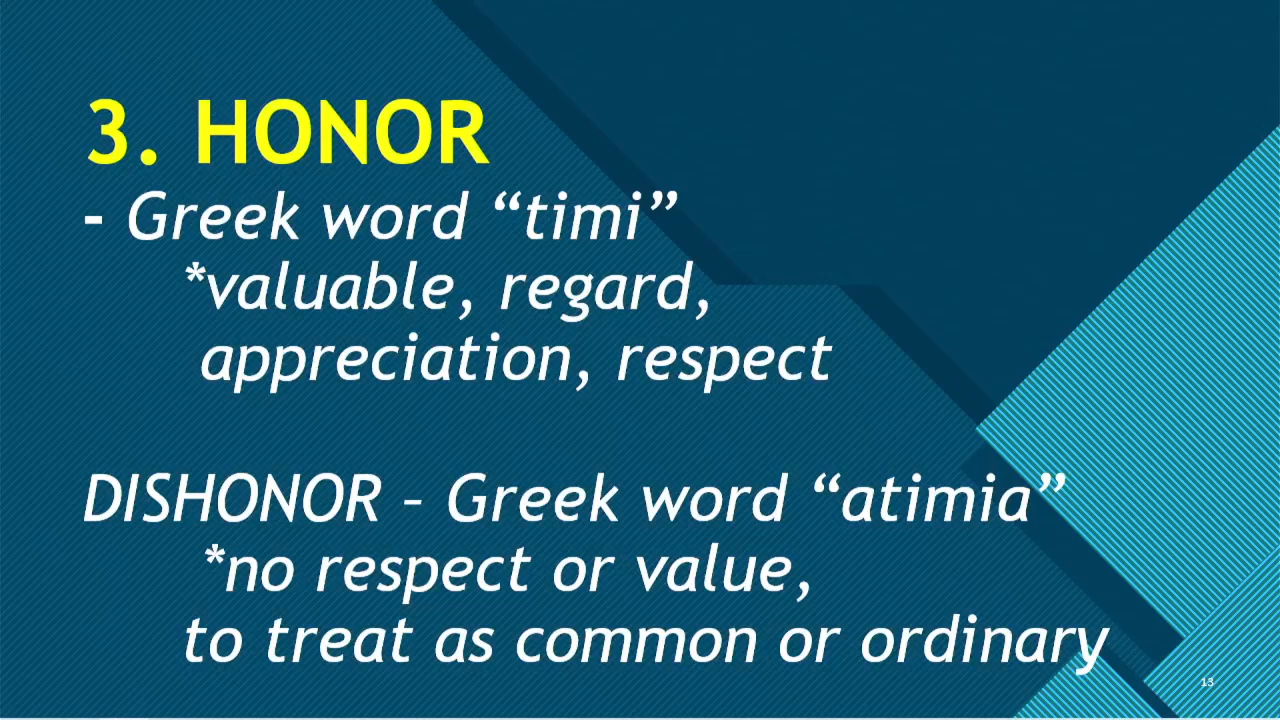 3. HONOR
- Greek word “timi”
*valuable, regard,
appreciation, respect
DISHONOR – Greek word “atimia”
*no respect or value,
to treat as common or ordinary
13